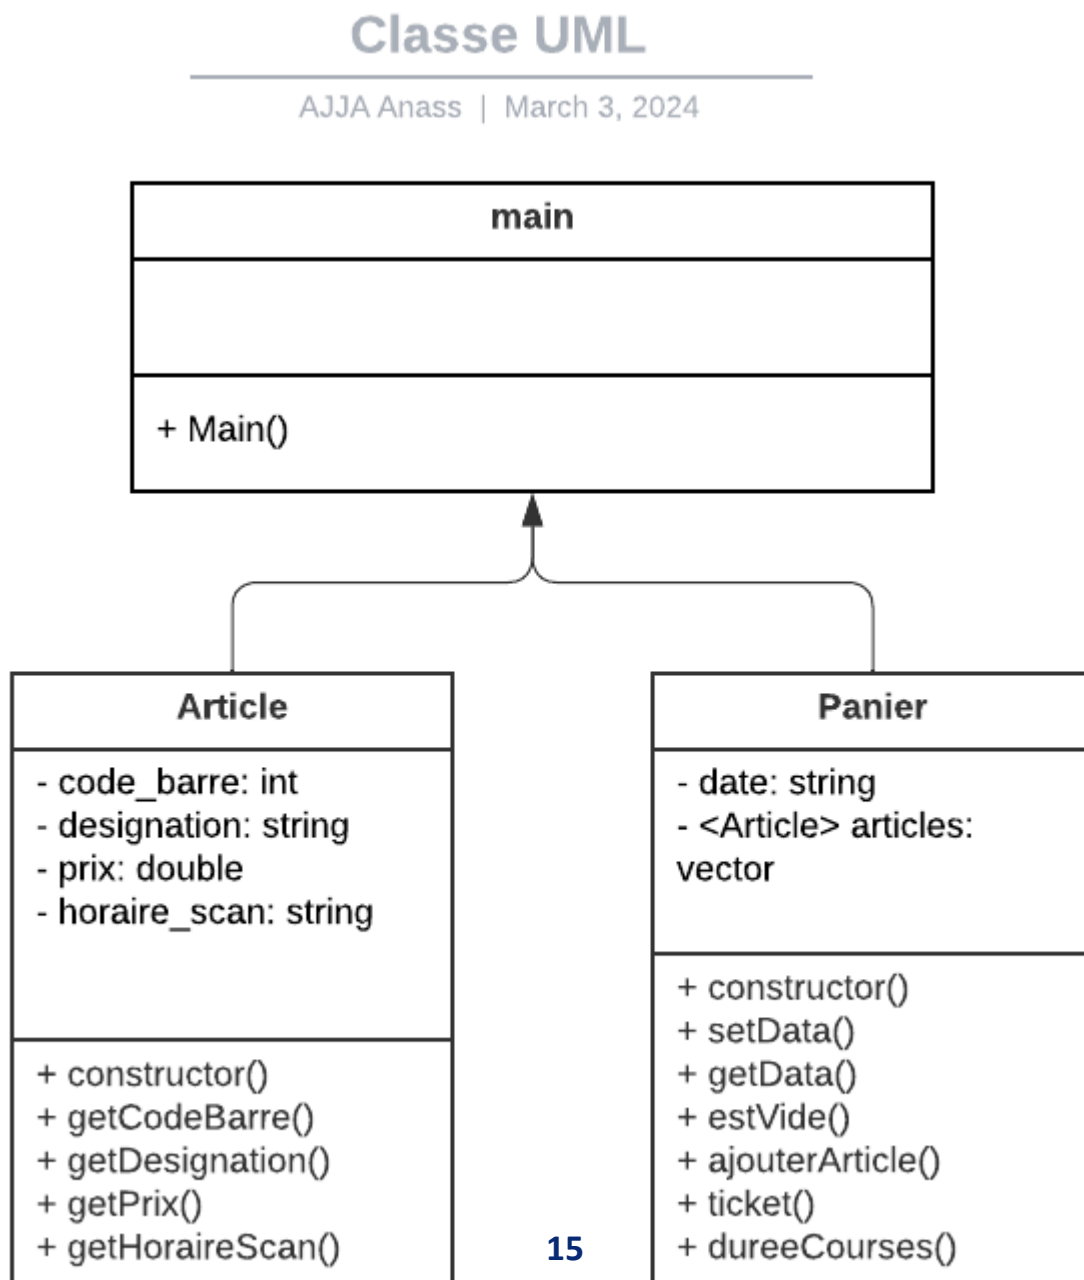 Classe UML
AJJA Anass | March 3, 2024
main
+ Main()
Article
- code_barre: int
- designation: string
- prix: double
- horaire_scan: string
+ constructor()
+ getCodeBarre()
+ getDesignation()
+ getPrix()
+ getHoraireScan()
Panier
- date: string
- <Article> articles:
vector
+ constructor()
+ setData()
+ getData()
+ estVide()
+ ajouterArticle()
+ ticket()
+ dureeCourses()
15